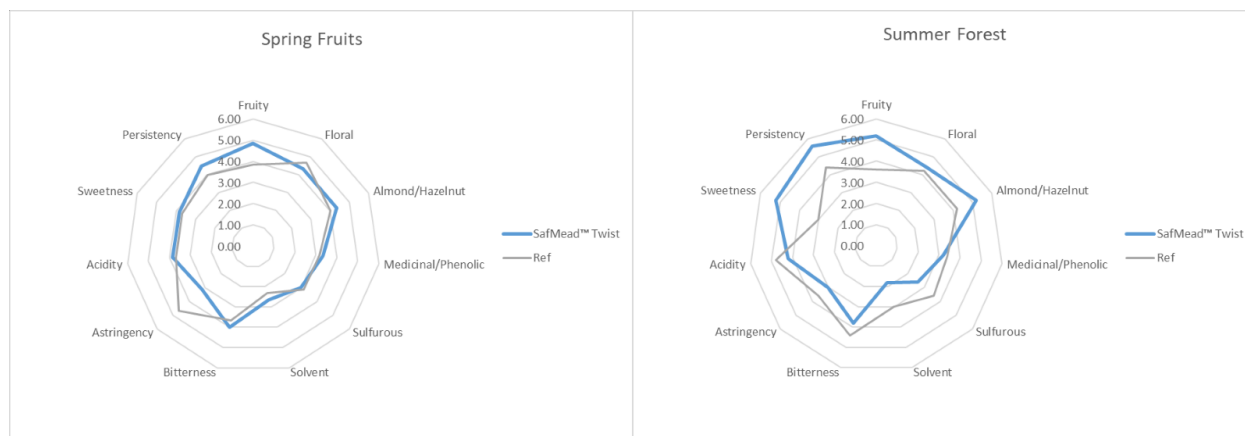 Spring Fruits
Fruity
6.00
5.00
4.00
3.00
2.00
1.00
0.00
Floral
Almond/Hazelnut
Medicinal/Phenolic
Sulfurous
Solvent
Bitterness
Astringency
Acidity
Sweetness
Persistency
SafMead™ Twist
Ref
Summer Forest
Fruity
6.00
5.00
4.00
3.00
2.00
1.00
0.00
Floral
Almond/Hazelnut
Medicinal/Phenolic
Sulfurous
Solvent
Bitterness
Astringency
Acidity
Sweetness
Persistency
SafMead™ Twist
Ref